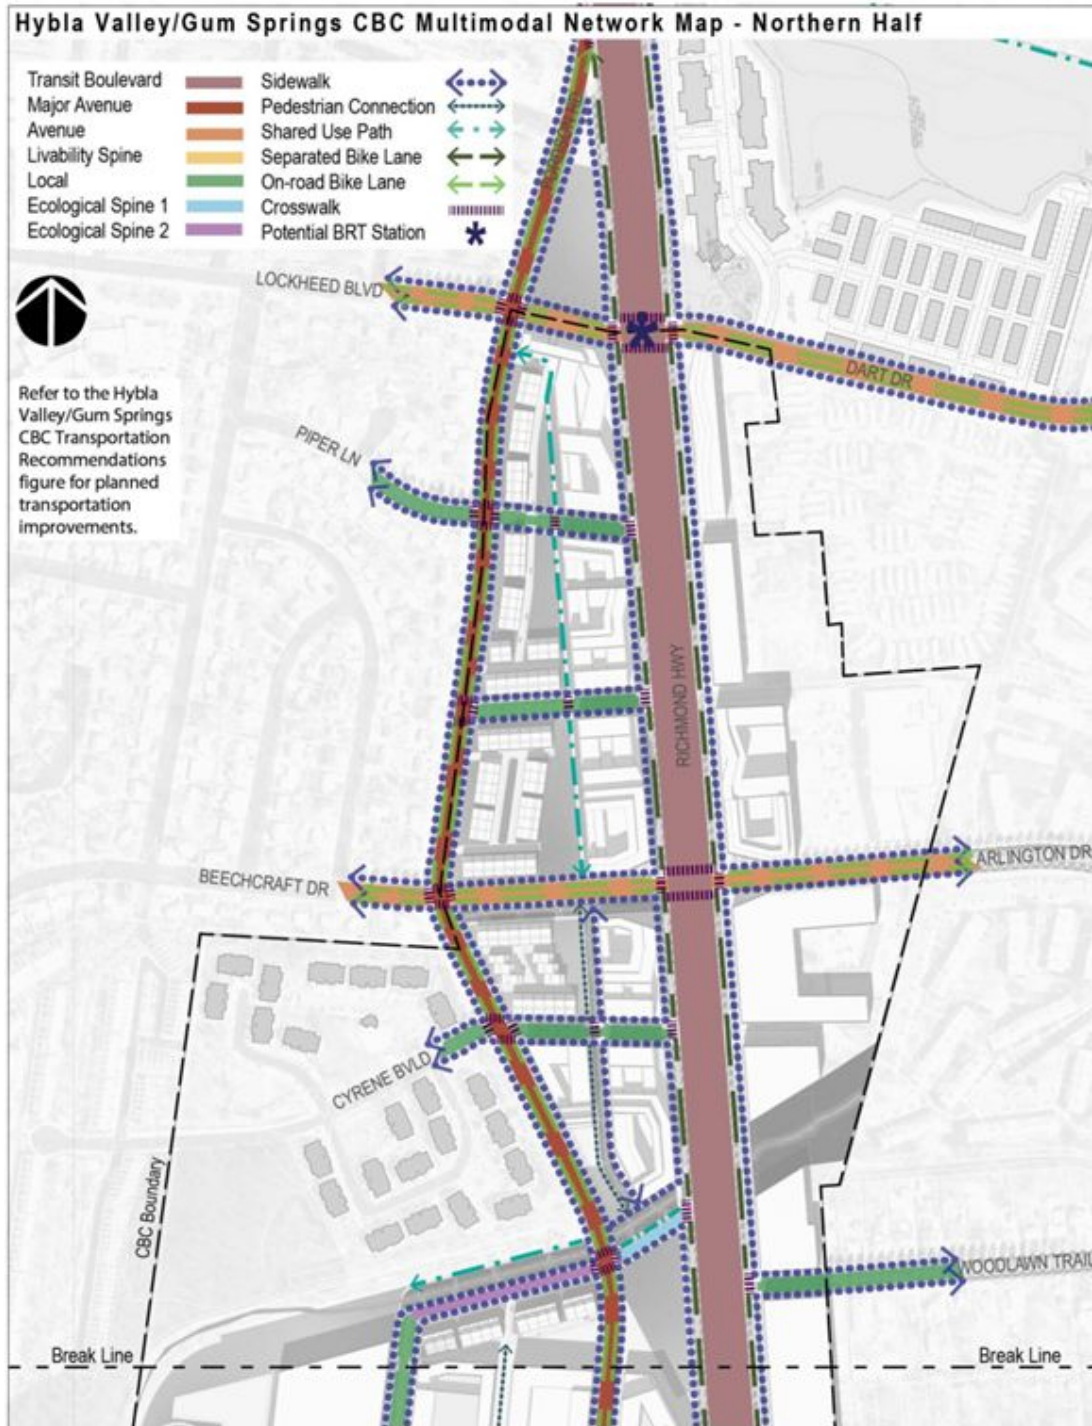 Hybla Valley/Gum Springs CBC Multimodal Network Map - Northern Half
Transit Boulevard
Major Avenue
Avenue
Livability Spine
Local
Ecological Spine 1
Ecological Spine 2
Sidewalk
Pedestrian Connection
Shared Use Path
Separated Bike Lane
On-road Bike Lane
Crosswalk
Potential BRT Station
Refer to the Hybla
Valley/Gum Springs
CBC Transportation
Recommendations
figure for planned
transportation
improvements.
LOCKHEED BLVD
DART DR
PIPER LN
RICHMOND HWY
BEECHCRAFT DR
ARLINGTON DR
CYRENE BVLD
CBC Boundary
WOODLAWN TRAIL
Break Line
Break Line